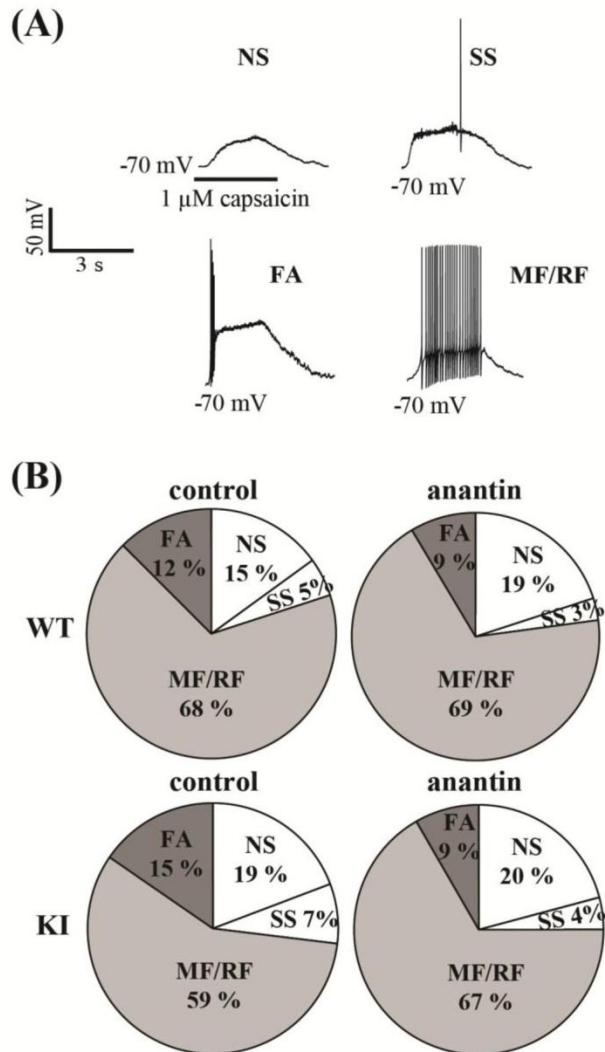 (A)
NS
SS
-70 mV
1 µM capsaicin
-70 mV
50 mV
3 s
FA
MF/RF
-70 mV
-70 mV
(B)
control
anantin
WT
FA
12 %
NS
15 %
SS 5%
MF/RF
68 %
FA
9 %
NS
19 %
SS 3%
MF/RF
69 %
control
anantin
KI
FA
15 %
NS
19 %
SS 7%
MF/RF
59 %
FA
9 %
NS
20 %
SS 4%
MF/RF
67 %